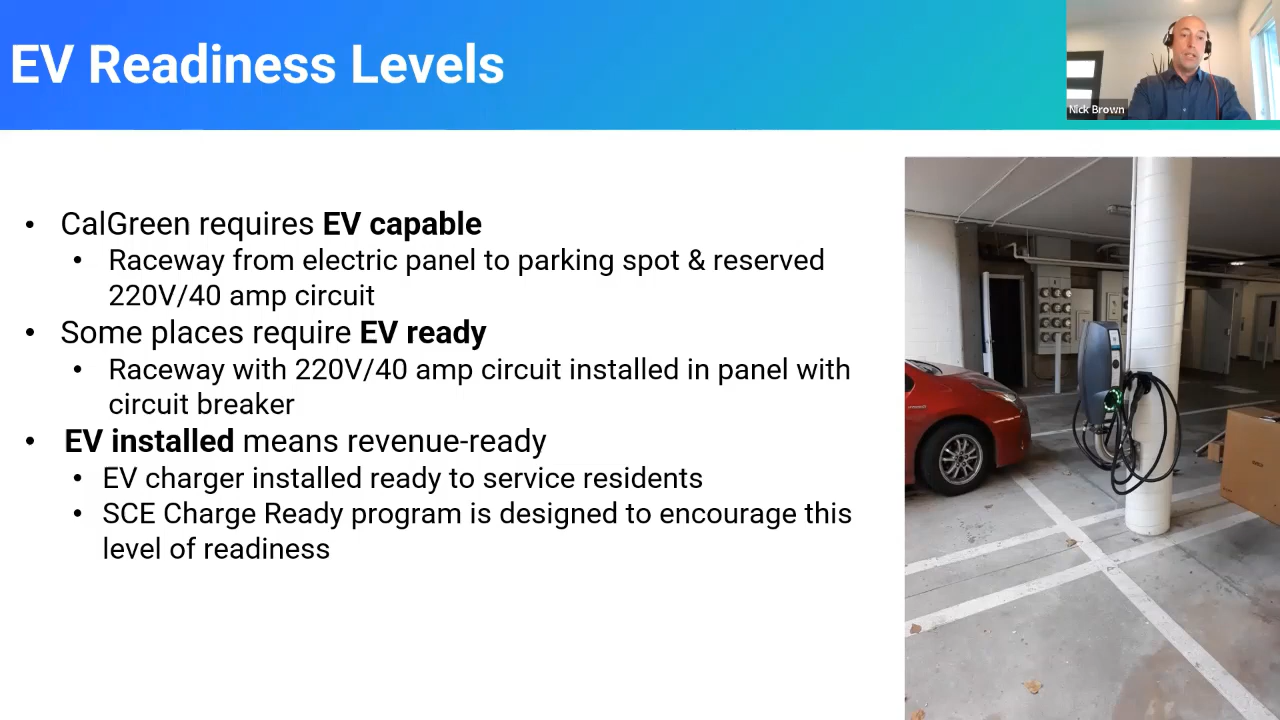 EV Readiness Levels
Nick Brown
• CalGreen requires EV capable
• Raceway from electric panel to parking spot & reserved
220V/40 amp circuit
• Some places require EV ready
• Raceway with 220V/40 amp circuit installed in panel with
circuit breaker
• EV installed means revenue-ready
• EV charger installed ready to service residents
• SCE Charge Ready program is designed to encourage this
level of readiness